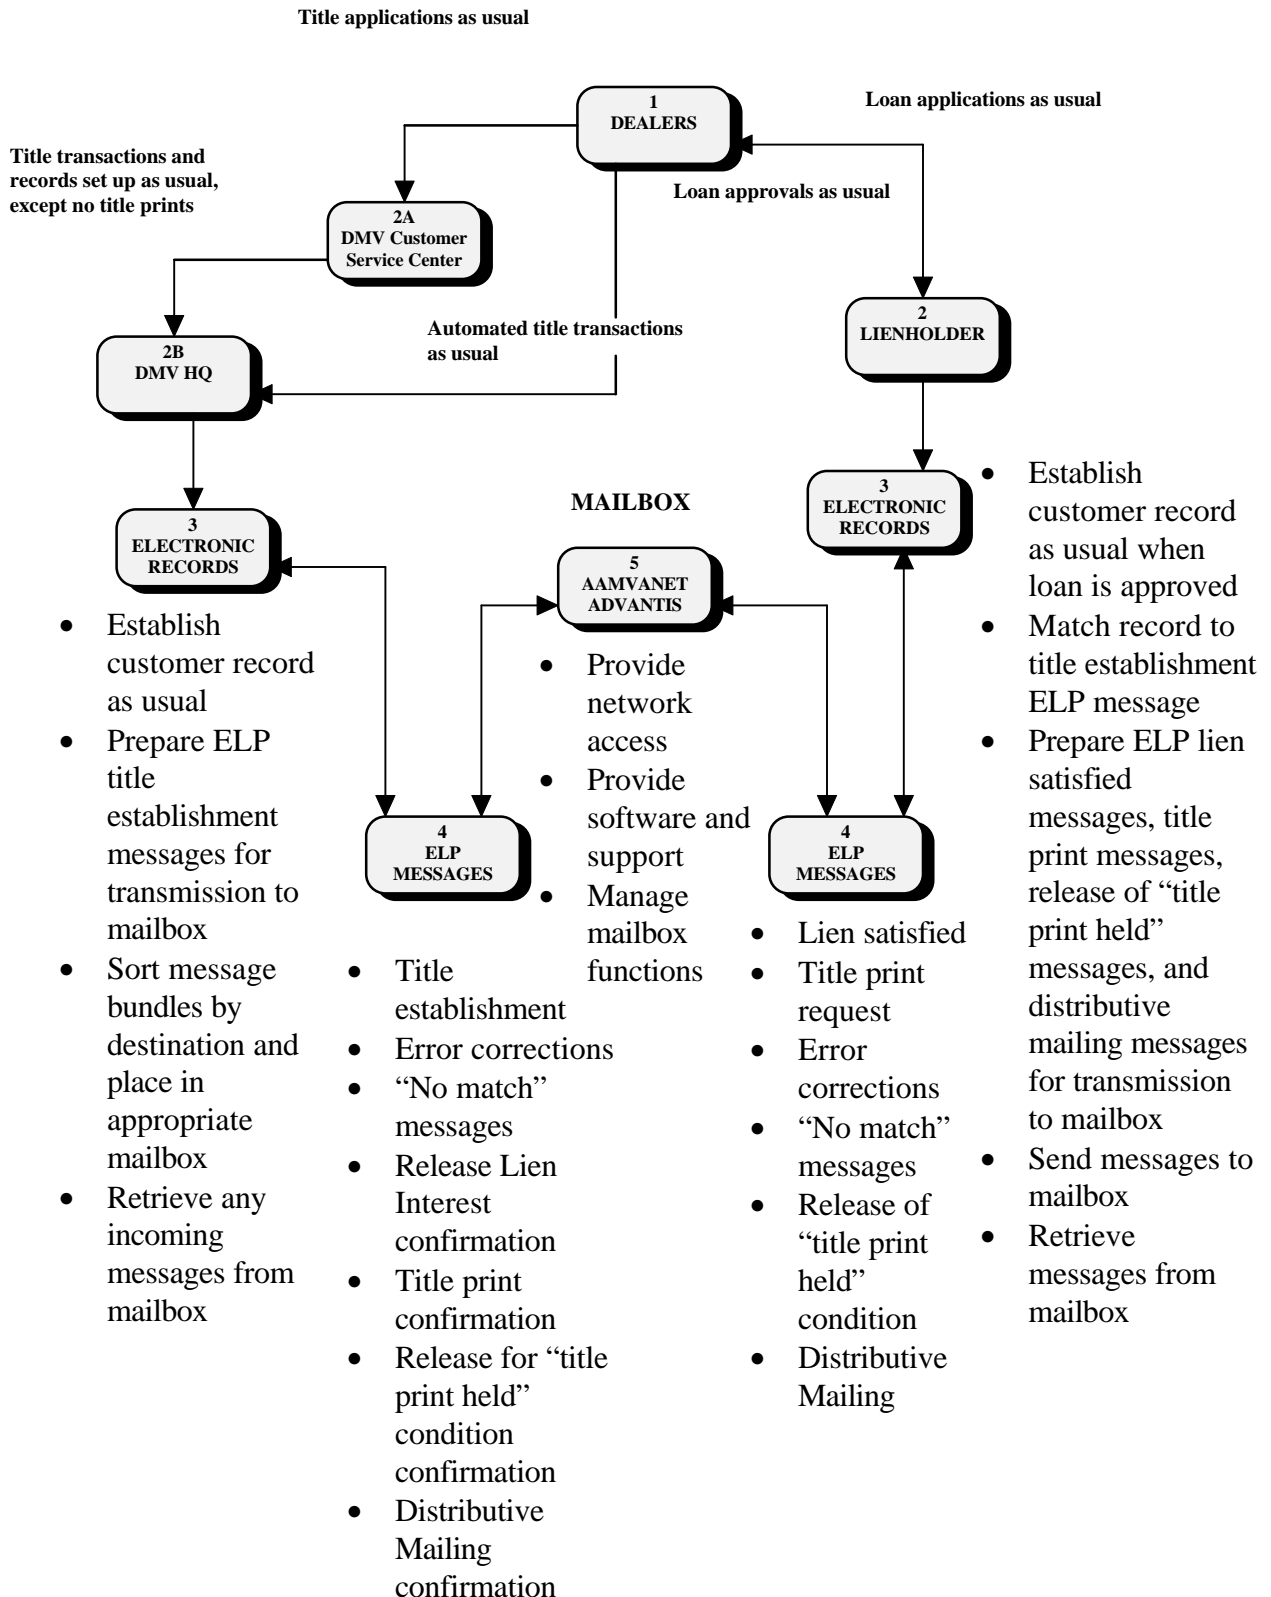 Title applications as usual
1
DEALERS
Loan applications as usual
Title transactions and
records set up as usual,
except no title prints
Loan approvals as usual
2A
DMV Customer
Service Center
2
LIENHOLDER
Automated title transactions
as usual
2B
DMV HQ
3
ELECTRONIC
RECORDS
MAILBOX
5
AAMVANET
ADVANTIS
3
ELECTRONIC
RECORDS
• Establish
customer record
as usual
• Prepare ELP
title
establishment
messages for
transmission to
mailbox
• Sort message
bundles by
destination and
place in
appropriate
mailbox
• Retrieve any
incoming
messages from
mailbox
4
ELP
MESSAGES
• Title
establishment
• Error corrections
• “No match”
messages
• Release Lien
Interest
confirmation
• Title print
confirmation
• Release for “title
print held”
condition
confirmation
• Distributive
Mailing
confirmation
• Provide
network
access
• Provide
software and
support
• Manage
mailbox
functions
4
ELP
MESSAGES
• Lien satisfied
• Title print
request
• Error
corrections
• “No match”
messages
• Release of
“title print
held”
condition
• Distributive
Mailing
• Establish
customer record
as usual when
loan is approved
• Match record to
title establishment
ELP message
• Prepare ELP lien
satisfied
messages, title
print messages,
release of “title
print held”
messages, and
distributive
mailing messages
for transmission
to mailbox
• Send messages to
mailbox
• Retrieve
messages from
mailbox